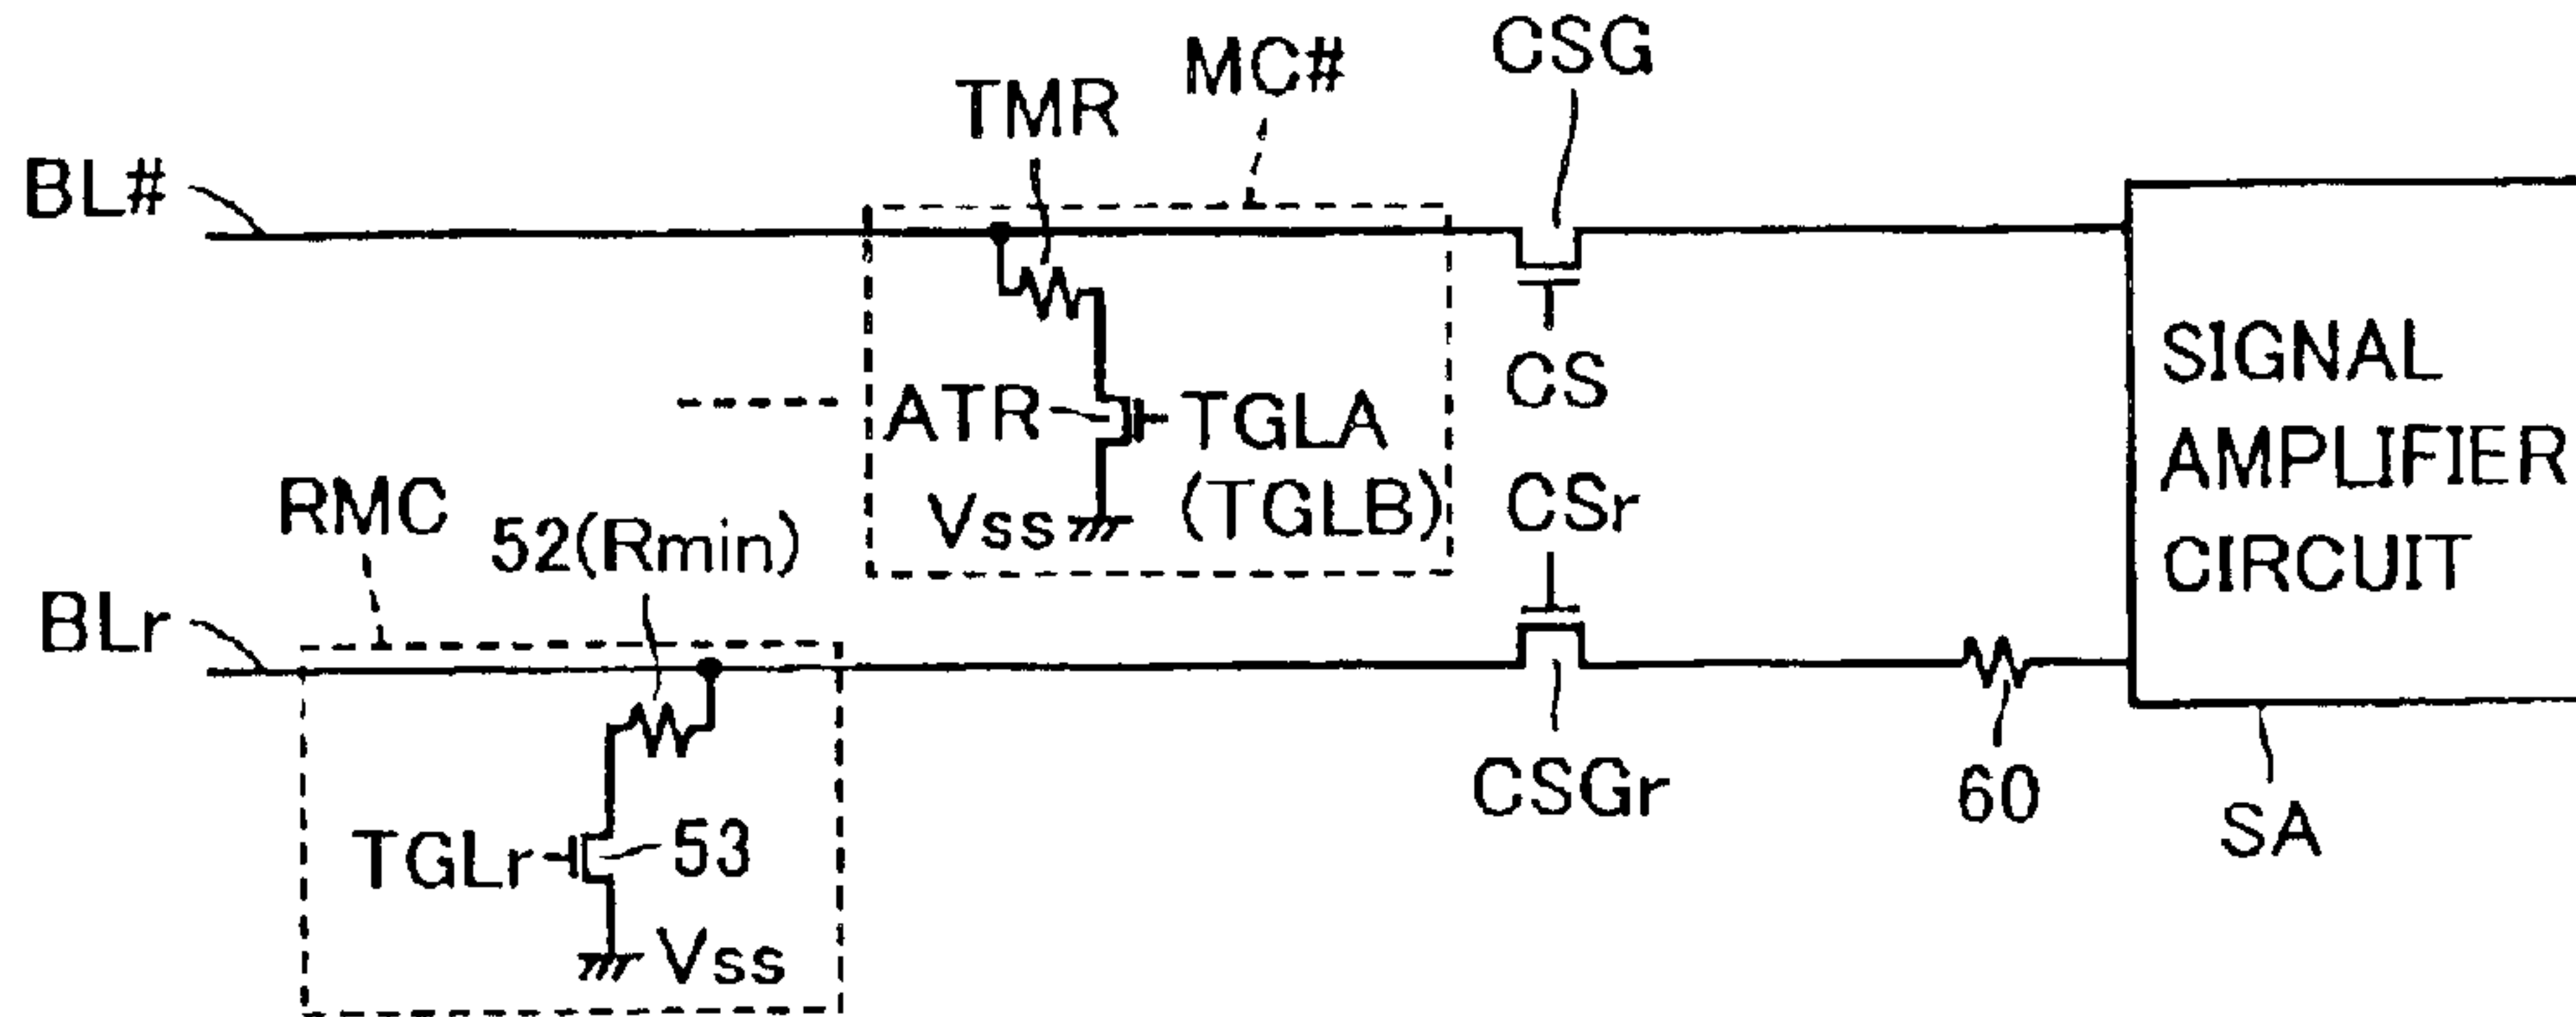 CSG
MC#
TMR
BL#
CS
SIGNAL
AMPLIFIER
CIRCUIT
ATR
TGLA
(TGLB)
Vss
CSr
RMC
52(Rmin)
BLr
CSGr
60
SA
TGLr
53
Vss